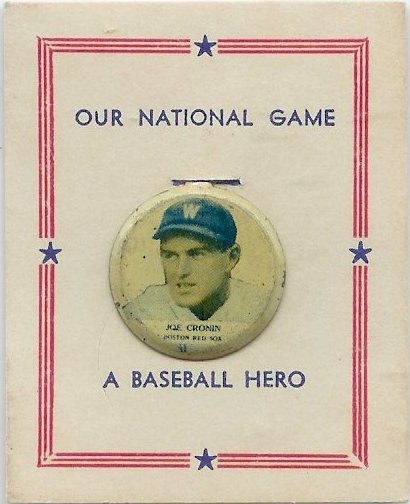 OUR NATIONAL GAME
W
JOE CRONIN
BOSTON RED SOX
A BASEBALL HERO